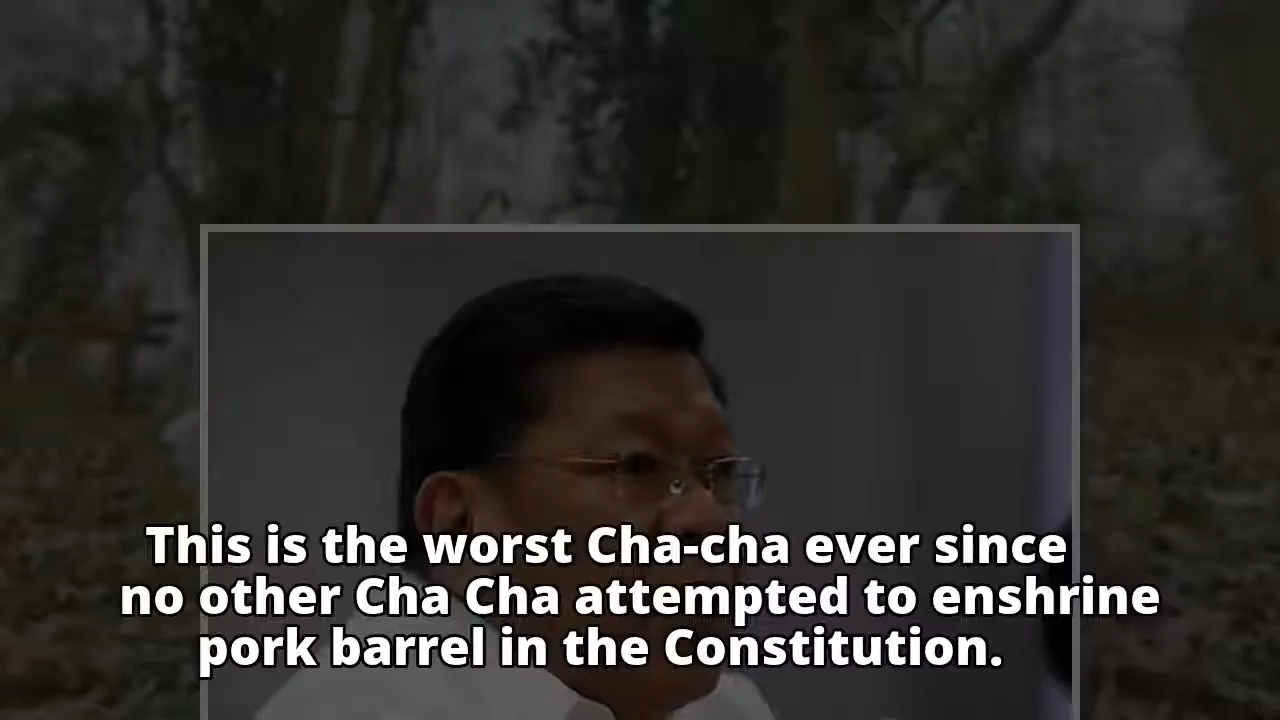 This is the worst Cha-cha ever since
no other Cha Cha attempted to enshrine
pork barrel in the Constitution.